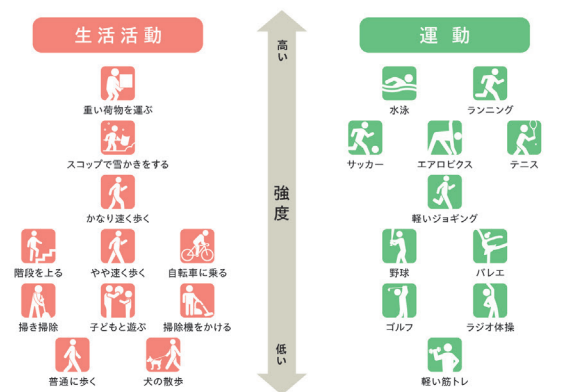 生活活動
高い
運動
重い荷物を運ぶ
水泳
ランニング
スコップで雪かきをする
サッカー
エアロビクス
テニス
かなり速く歩く
強度
軽いジョギング
階段を上る
やや速く歩く
自転車に乗る
野球
バレエ
掃き掃除
子どもと遊ぶ
掃除機をかける
ゴルフ
ラジオ体操
低い
普通に歩く
犬の散歩
軽い筋トレ